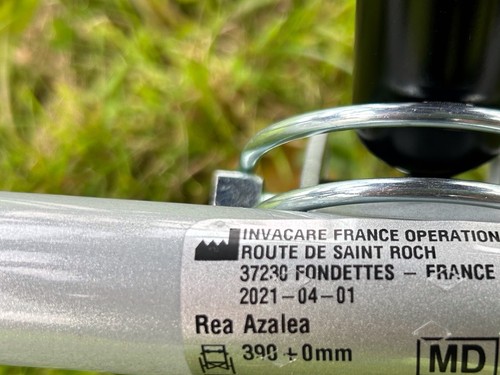 INVACARE FRANCE OPERATION
ROUTE DE SAINT ROCH
37230 FONDETTES - FRANCE
2021-04-01
Rea Azalea
390 +0mm
MD